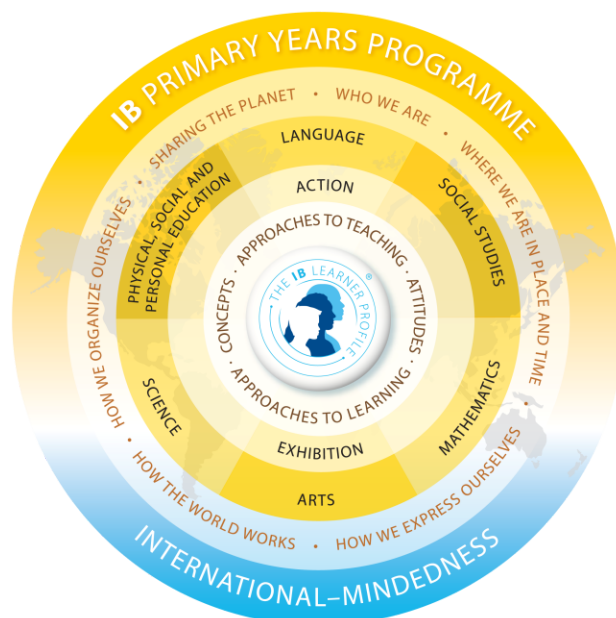 IB PRIMARY YEARS PROGRAMME
SHARING THE PLANET • WHO WE ARE • WHERE WE ARE IN PLACE AND TIME • HOW WE EXPRESS OURSELVES • HOW THE WORLD WORKS • HOW WE ORGANIZE OURSELVES •
LANGUAGE
SOCIAL STUDIES
MATHEMATICS
ARTS
SCIENCE
PHYSICAL, SOCIAL AND
PERSONAL EDUCATION
ACTION
EXHIBITION
APPROACHES TO TEACHING · ATTITUDES · APPROACHES TO LEARNING · CONCEPTS ·
THE IB LEARNER PROFILE ®
INTERNATIONAL–MINDEDNESS